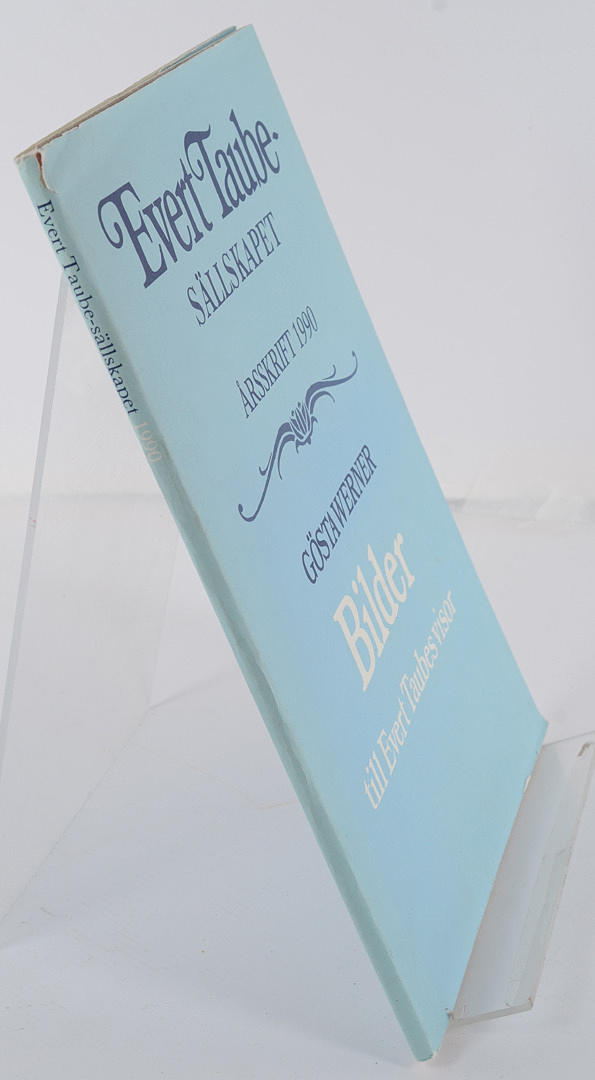 Evert Taube-
SÄLLSKAPET
ÅRSSKRIFT 1990
GÖSTA WERNER
Bilder
till Evert Taubes visor
Evert Taube-sällskapet 1990